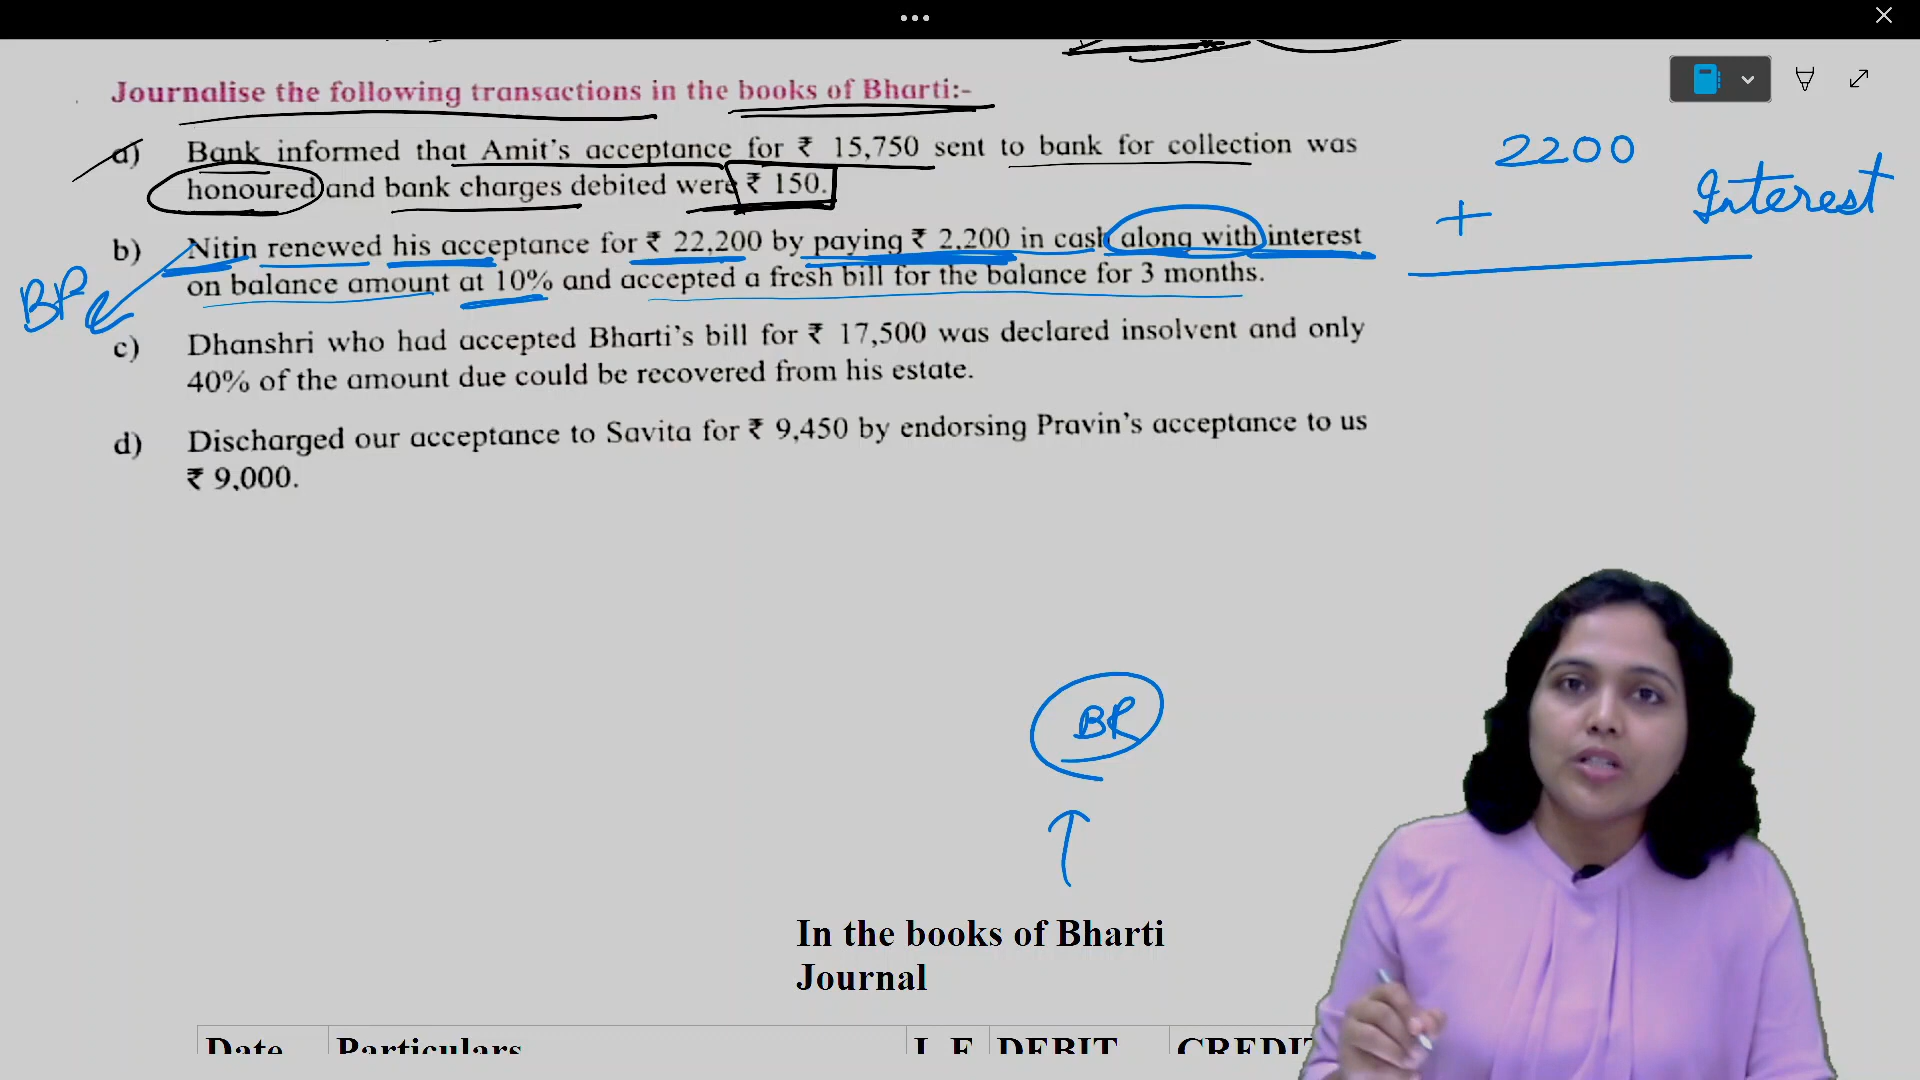 Journalise the following transactions in the books of Bharti:-
a) Bank informed that Amit's acceptance for ₹ 15,750 sent to bank for collection was
honoured and bank charges debited were ₹ 150.
b) Nitin renewed his acceptance for ₹ 22,200 by paying ₹ 2,200 in cash along with interest
on balance amount at 10% and accepted a fresh bill for the balance for 3 months.
c) Dhanshri who had accepted Bharti's bill for ₹ 17,500 was declared insolvent and only
40% of the amount due could be recovered from his estate.
d) Discharged our acceptance to Savita for ₹ 9,450 by endorsing Pravin's acceptance to us
₹ 9,000.
2200
+ Interest
BP
BR
In the books of Bharti
Journal
Date Particulars L.F DEBIT CREDIT